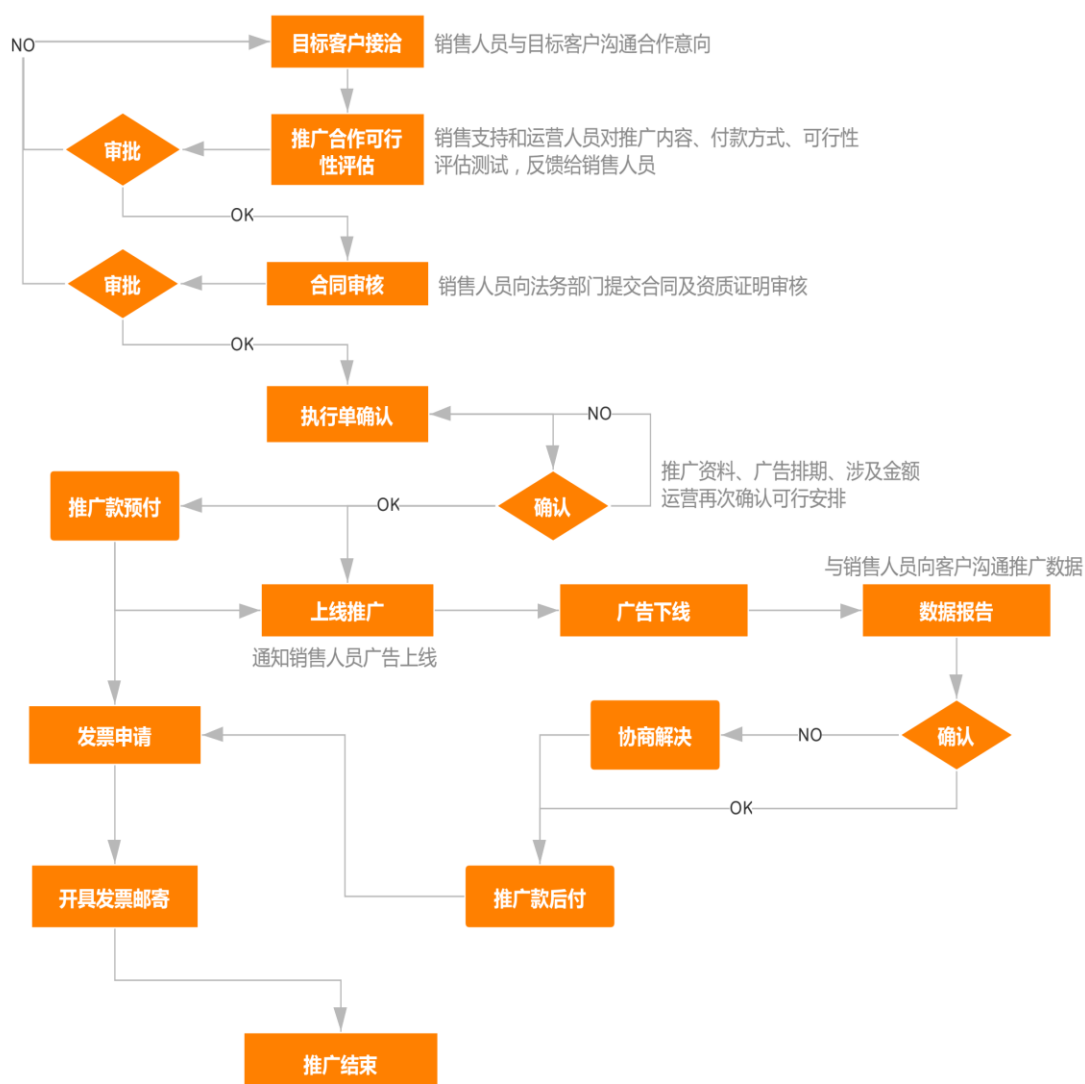 NO
目标客户接洽
销售人员与目标客户沟通合作意向
审批
推广合作可行
性评估
销售支持和运营人员对推广内容、付款方式、可行性
评估测试，反馈给销售人员
OK
审批
合同审核
销售人员向法务部门提交合同及资质证明审核
OK
执行单确认
NO
推广资料、广告排期、涉及金额
运营再次确认可行安排
推广款预付
OK
确认
与销售人员向客户沟通推广数据
上线推广
广告下线
数据报告
通知销售人员广告上线
发票申请
协商解决
NO
确认
OK
开具发票邮寄
推广款后付
推广结束